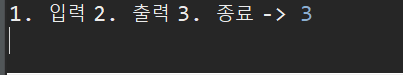 1. 입력 2. 출력 3. 종료 -> 3